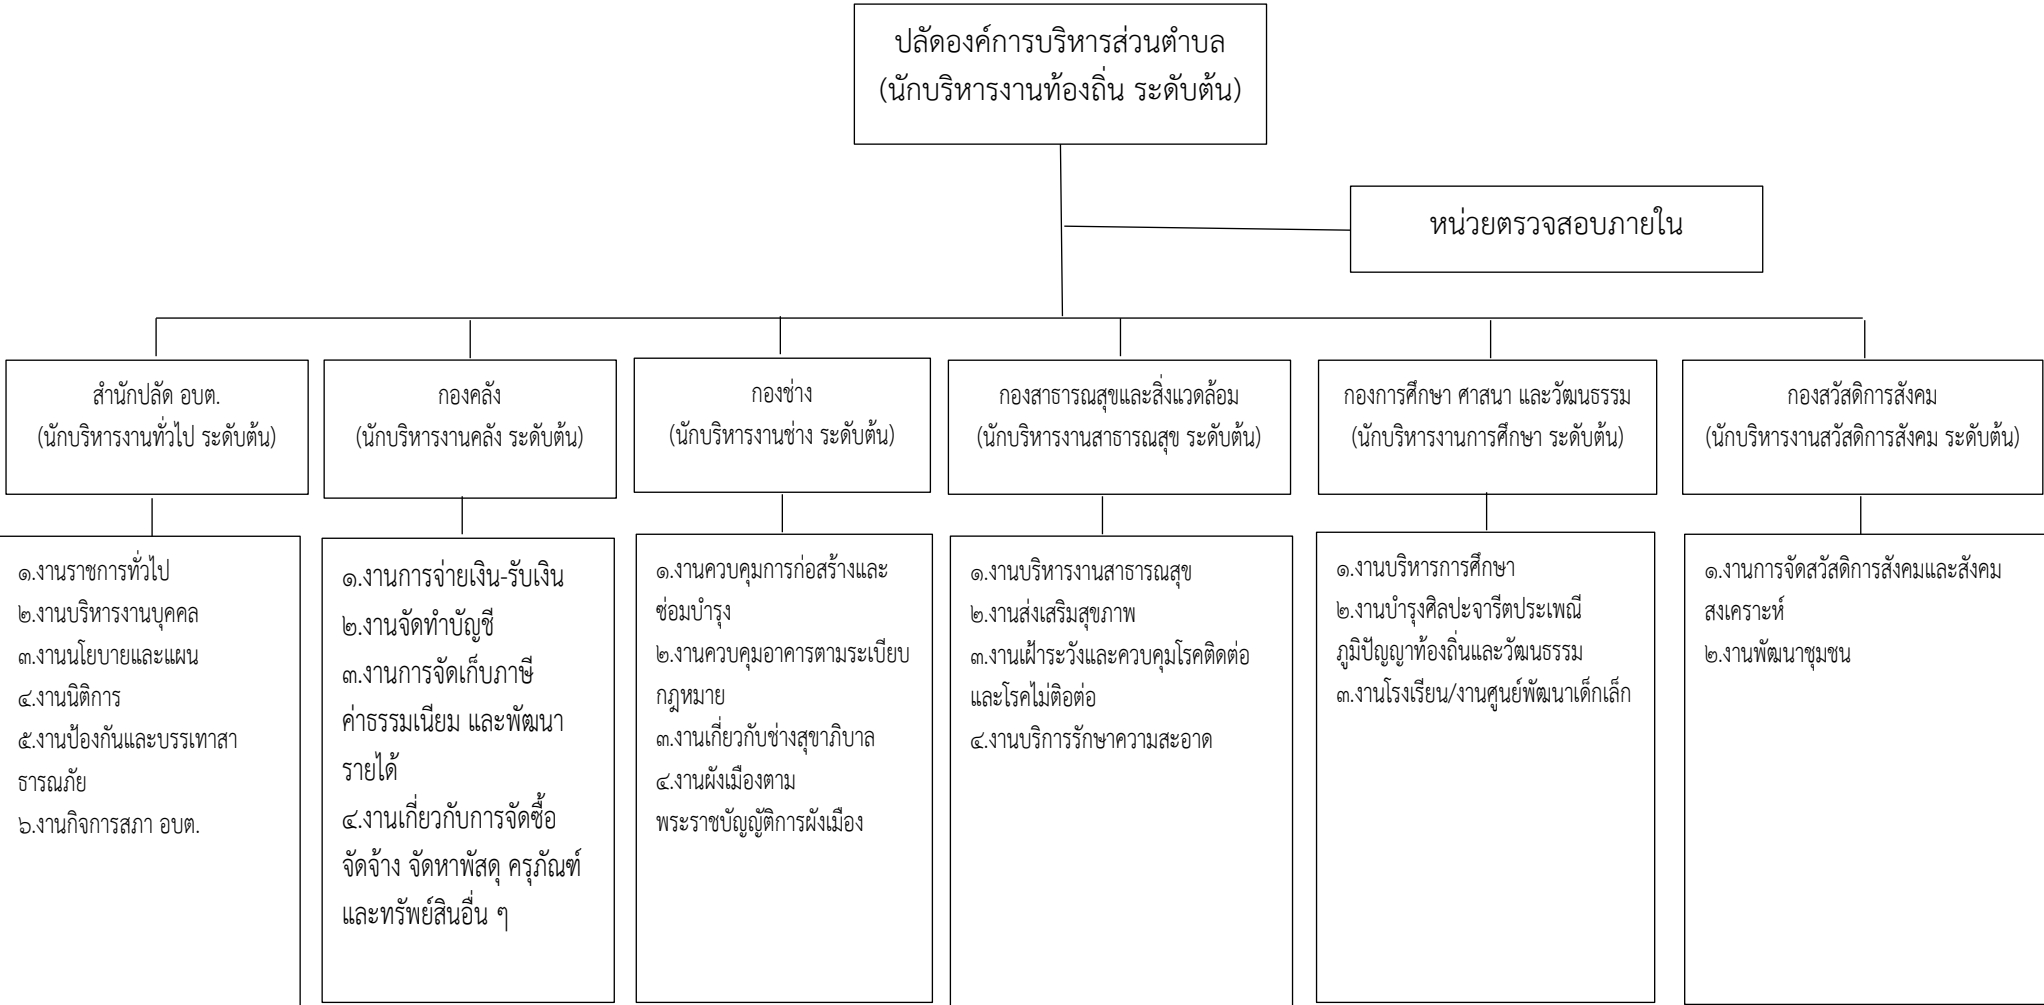 ปลัดองค์การบริหารส่วนตำบล
(นักบริหารงานท้องถิ่น ระดับต้น)
หน่วยตรวจสอบภายใน
สำนักปลัด อบต.
(นักบริหารงานทั่วไป ระดับต้น)
กองคลัง
(นักบริหารงานคลัง ระดับต้น)
กองช่าง
(นักบริหารงานช่าง ระดับต้น)
กองสาธารณสุขและสิ่งแวดล้อม
(นักบริหารงานสาธารณสุข ระดับต้น)
กองการศึกษา ศาสนา และวัฒนธรรม
(นักบริหารงานการศึกษา ระดับต้น)
กองสวัสดิการสังคม
(นักบริหารงานสวัสดิการสังคม ระดับต้น)
๑.งานราชการทั่วไป
๒.งานบริหารงานบุคคล
๓.งานนโยบายและแผน
๔.งานนิติการ
๕.งานป้องกันและบรรเทาสา
ธารณภัย
๖.งานกิจการสภา อบต.
๑.งานการจ่ายเงิน-รับเงิน
๒.งานจัดทำบัญชี
๓.งานการจัดเก็บภาษี
ค่าธรรมเนียม และพัฒนา
รายได้
๔.งานเกี่ยวกับการจัดซื้อ
จัดจ้าง จัดหาพัสดุ ครุภัณฑ์
และทรัพย์สินอื่น ๆ
๑.งานควบคุมการก่อสร้างและ
ซ่อมบำรุง
๒.งานควบคุมอาคารตามระเบียบ
กฎหมาย
๓.งานเกี่ยวกับช่างสุขาภิบาล
๔.งานผังเมืองตาม
พระราชบัญญัติการผังเมือง
๑.งานบริหารงานสาธารณสุข
๒.งานส่งเสริมสุขภาพ
๓.งานเฝ้าระวังและควบคุมโรคติดต่อ
และโรคไม่ติอต่อ
๔.งานบริการรักษาความสะอาด
๑.งานบริหารการศึกษา
๒.งานบำรุงศิลปะจารีตประเพณี
ภูมิปัญญาท้องถิ่นและวัฒนธรรม
๓.งานโรงเรียน/งานศูนย์พัฒนาเด็กเล็ก
๑.งานการจัดสวัสดิการสังคมและสังคม
สงเคราะห์
๒.งานพัฒนาชุมชน